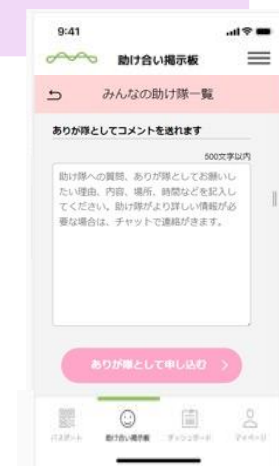 9:41
助け合い掲示板
みんなの助け隊一覧
ありが隊としてコメントを送れます
500文字以内
助け隊への質問、ありが隊としてお願いし
たい理由、内容、場所、時間などを記入し
てください。助け隊がより詳しい情報が必
要な場合は、チャットで連絡がきます。
ありが隊として申し込む
パスポート
助け合い掲示板
ダッシュボード
マイページ